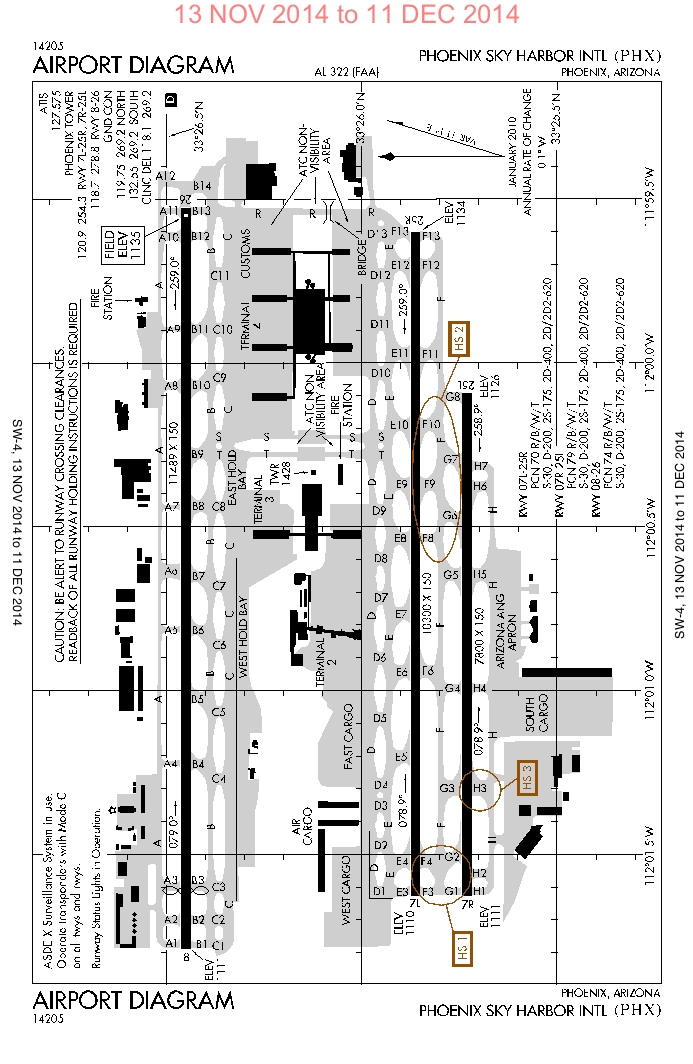 13 NOV 2014 to 11 DEC 2014
14205
AIRPORT DIAGRAM
AL 322 (FAA)
PHOENIX SKY HARBOR INTL (PHX)
PHOENIX, ARIZONA
ATIS
127.575
PHOENIX TOWER
120.9 254.3 RWY 7L-25R, 7R-25L
118.7 278.8 RWY 8-26
GND CON
119.75 269.2 NORTH
132.55 269.2 SOUTH
CLNC DEL 118.1 269.2
D
33°26.5'N
33°26.0'N
33°26.5'N
VAR 11.1° E
JANUARY 2010
ANNUAL RATE OF CHANGE
0.1° W
111°59.5'W
112°00.0'W
112°00.5'W
112°01.0'W
112°01.5'W
CAUTION: BE ALERT TO RUNWAY CROSSING CLEARANCES.
READBACK OF ALL RUNWAY HOLDING INSTRUCTIONS IS REQUIRED
FIELD
ELEV
1135
FIRE
STATION
ATC NON-
VISIBILITY
AREA
BRIDGE
CUSTOMS
TERMINAL
4
ATC NON
VISIBILITY AREA
FIRE
STATION
TWR
1428
TERMINAL
3
EAST HOLD
BAY
WEST HOLD BAY
TERMINAL
2
EAST CARGO
AIR
CARGO
WEST CARGO
ARIZONA ANG
APRON
SOUTH
CARGO
RWY 07L-25R
PCN 70 R/B/W/T
S-30, D-200, 2S-175, 2D-400, 2D/2D2-620
RWY 07R-25L
PCN 79 R/B/W/T
S-30, D-200, 2S-175, 2D-400, 2D/2D2-620
RWY 08-26
PCN 74 R/B/W/T
S-30, D-200, 2S-175, 2D-400, 2D/2D2-620
A12
A11
A10
A9
A8
A7
A6
A5
A4
A3
A2
A1
B14
B13
B12
B11
B10
B9
B8
B7
B6
B5
B3
B2
B1
C11
C10
C9
C8
C7
C6
C5
C4
C3
C2
C1
D13
D12
D11
D10
D9
D8
D7
D6
D5
D4
D3
D2
D1
E13
E12
E11
E10
E9
E8
E7
E6
E5
E4
E3
F13
F12
F11
F10
F9
F8
F6
F4
F3
G8
G7
G6
G5
G4
G3
G2
G1
H7
H6
H5
H4
H3
H2
H1
26
259.0°
11489 X 150
079.0°
8
ELEV
1111
25R
ELEV
1134
259.0°
10300 X 150
078.9°
7L
ELEV
1110
25L
ELEV
1126
258.9°
7800 X 150
078.9°
7R
ELEV
1111
HS 2
HS 3
HS 1
ASDE-X Surveillance System in use.
Operate transponders with Mode C
on all twys and rwys.
Runway Status Lights in Operation.
SW-4, 13 NOV 2014 to 11 DEC 2014
SW-4, 13 NOV 2014 to 11 DEC 2014
AIRPORT DIAGRAM
14205
PHOENIX, ARIZONA
PHOENIX SKY HARBOR INTL (PHX)